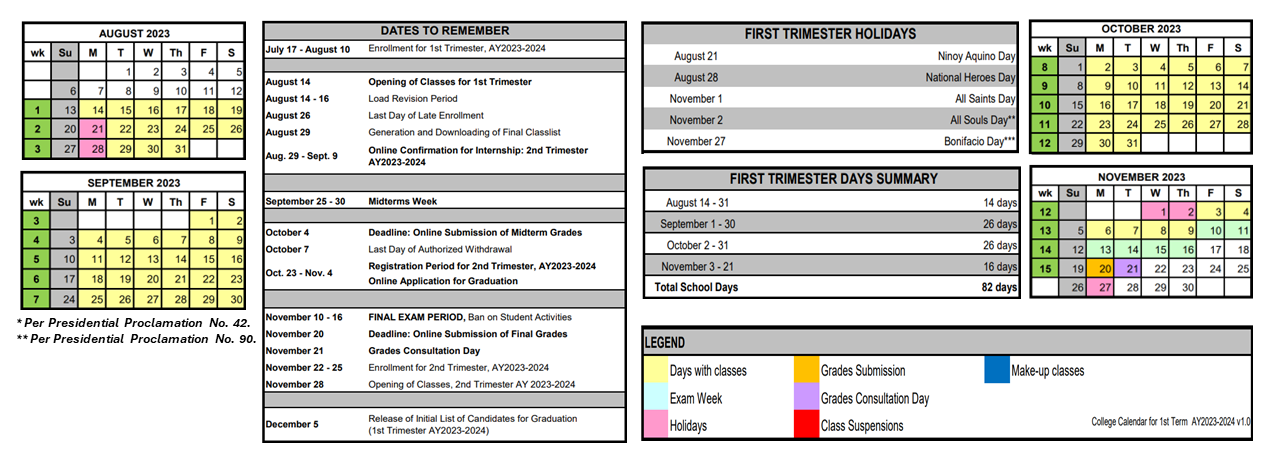 AUGUST 2023
wk Su M T W Th F S
1 2 3 4 5
6 7 8 9 10 11 12
1 13 14 15 16 17 18 19
2 20 21 22 23 24 25 26
3 27 28 29 30 31
SEPTEMBER 2023
wk Su M T W Th F S
3 1 2
4 3 4 5 6 7 8 9
5 10 11 12 13 14 15 16
6 17 18 19 20 21 22 23
7 24 25 26 27 28 29 30
* Per Presidential Proclamation No. 42.
** Per Presidential Proclamation No. 90.
DATES TO REMEMBER
July 17 - August 10 Enrollment for 1st Trimester, AY2023-2024
August 14 Opening of Classes for 1st Trimester
August 14 - 16 Load Revision Period
August 26 Last Day of Late Enrollment
August 29 Generation and Downloading of Final Classlist
Aug. 29 - Sept. 9 Online Confirmation for Internship: 2nd Trimester
AY2023-2024
September 25 - 30 Midterms Week
October 4 Deadline: Online Submission of Midterm Grades
October 7 Last Day of Authorized Withdrawal
Oct. 23 - Nov. 4 Registration Period for 2nd Trimester, AY2023-2024
Online Application for Graduation
November 10 - 16 FINAL EXAM PERIOD, Ban on Student Activities
November 20 Deadline: Online Submission of Final Grades
November 21 Grades Consultation Day
November 22 - 25 Enrollment for 2nd Trimester, AY2023-2024
November 28 Opening of Classes, 2nd Trimester AY 2023-2024
December 5 Release of Initial List of Candidates for Graduation
(1st Trimester AY2023-2024)
FIRST TRIMESTER HOLIDAYS
August 21 Ninoy Aquino Day
August 28 National Heroes Day
November 1 All Saints Day
November 2 All Souls Day**
November 27 Bonifacio Day***
FIRST TRIMESTER DAYS SUMMARY
August 14 - 31 14 days
September 1 - 30 26 days
October 2 - 31 26 days
November 3 - 21 16 days
Total School Days 82 days
OCTOBER 2023
wk Su M T W Th F S
8 1 2 3 4 5 6 7
9 8 9 10 11 12 13 14
10 15 16 17 18 19 20 21
11 22 23 24 25 26 27 28
12 29 30 31
NOVEMBER 2023
wk Su M T W Th F S
12 1 2 3 4
13 5 6 7 8 9 10 11
14 12 13 14 15 16 17 18
15 19 20 21 22 23 24 25
26 27 28 29 30
LEGEND
Days with classes Grades Submission Make-up classes
Exam Week Grades Consultation Day
Holidays Class Suspensions
College Calendar for 1st Term AY2023-2024 v1.0